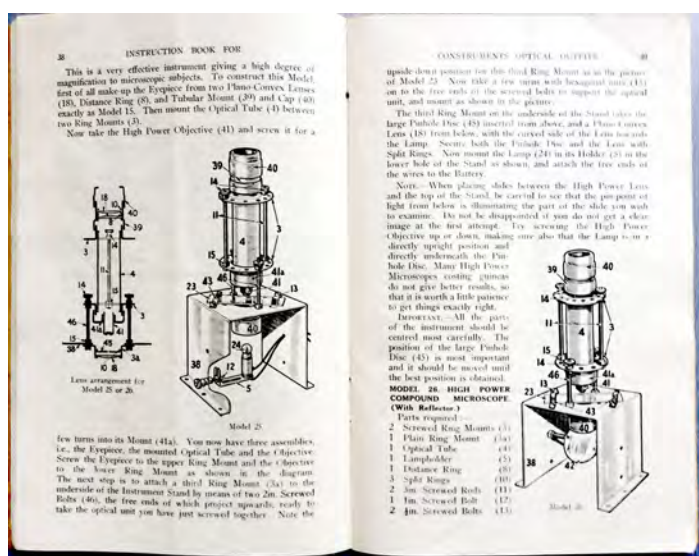 38
INSTRUCTION BOOK FOR
This is a very effective instrument giving a high degree of
magnification to microscopic subjects. To construct this Model,
first of all make up the Eyepiece from two Plano-Convex Lenses
(18), Distance Ring (8), and Tubular Mount (39) and Cap (40)
exactly as Model 15. Then mount the Optical Tube (4) between
two Ring Mounts (3).
Now take the High Power Objective (41) and screw it for a
Lens arrangement for
Model 25 or 26
Model 25
few turns into its Mount (41a). You now have three assemblies,
i.e., the Eyepiece, the mounted Optical Tube and the Objective.
Screw the Eyepiece to the upper Ring Mount and the Objective
to the lower Ring Mount as shown in the diagram.
The next step is to attach a third Ring Mount (3a) to the
underside of the Instrument Stand by means of two 2in. Screwed
Bolts (46), the free ends of which project upwards, ready to
take the optical unit you have just screwed together. Note the
CONSTRUMENTS OPTICAL OUTFITS
upside-down position for this third Ring Mount as in the picture
of Model 23. Now take a few turns with hexagonal nuts (15)
on to the free ends of the screwed bolts to support the optical
unit, and mount as shown in the picture.
The third Ring Mount on the underside of the Stand takes the
large Pinhole Disc (45) inserted from above, and a Plano-Convex
Lens (18) from below, with the curved side of the Lens towards
the Lamp. Secure both the Pinhole Disc and the Lens with
Split Rings. Now mount the Lamp (24) in its Holder (5) in the
lower hole of the Stand as shown, and attach the free ends of
the wires to the Battery.
NOTE.—When placing slides between the High Power Lens
and the top of the Stand, be careful to see that the pin-point of
light from below is illuminating the part of the slide you wish
to examine. Do not be disappointed if you do not get a clear
image at the first attempt. Try screwing the High Power
Objective up or down, making sure also that the Lamp is in a
directly upright position and
directly underneath the Pin-
hole Disc. Many High Power
Microscopes costing guineas
do not give better results, so
that it is worth a little patience
to get things exactly right.
IMPORTANT.—All the parts
of the instrument should be
centred most carefully. The
position of the large Pinhole
Disc (45) is most important
and it should be moved until
the best position is obtained.
MODEL 26. HIGH POWER
COMPOUND MICROSCOPE.
(With Reflector.)
Parts required:—
2 Screwed Ring Mounts (3)
1 Plain Ring Mount (3a)
1 Optical Tube (4)
1 Lampholder (5)
1 Distance Ring (8)
3 Split Rings (10)
2 3in. Screwed Rods (11)
1 Screwed Bolt (12)
2 Screwed Bolts (13)
Model 26